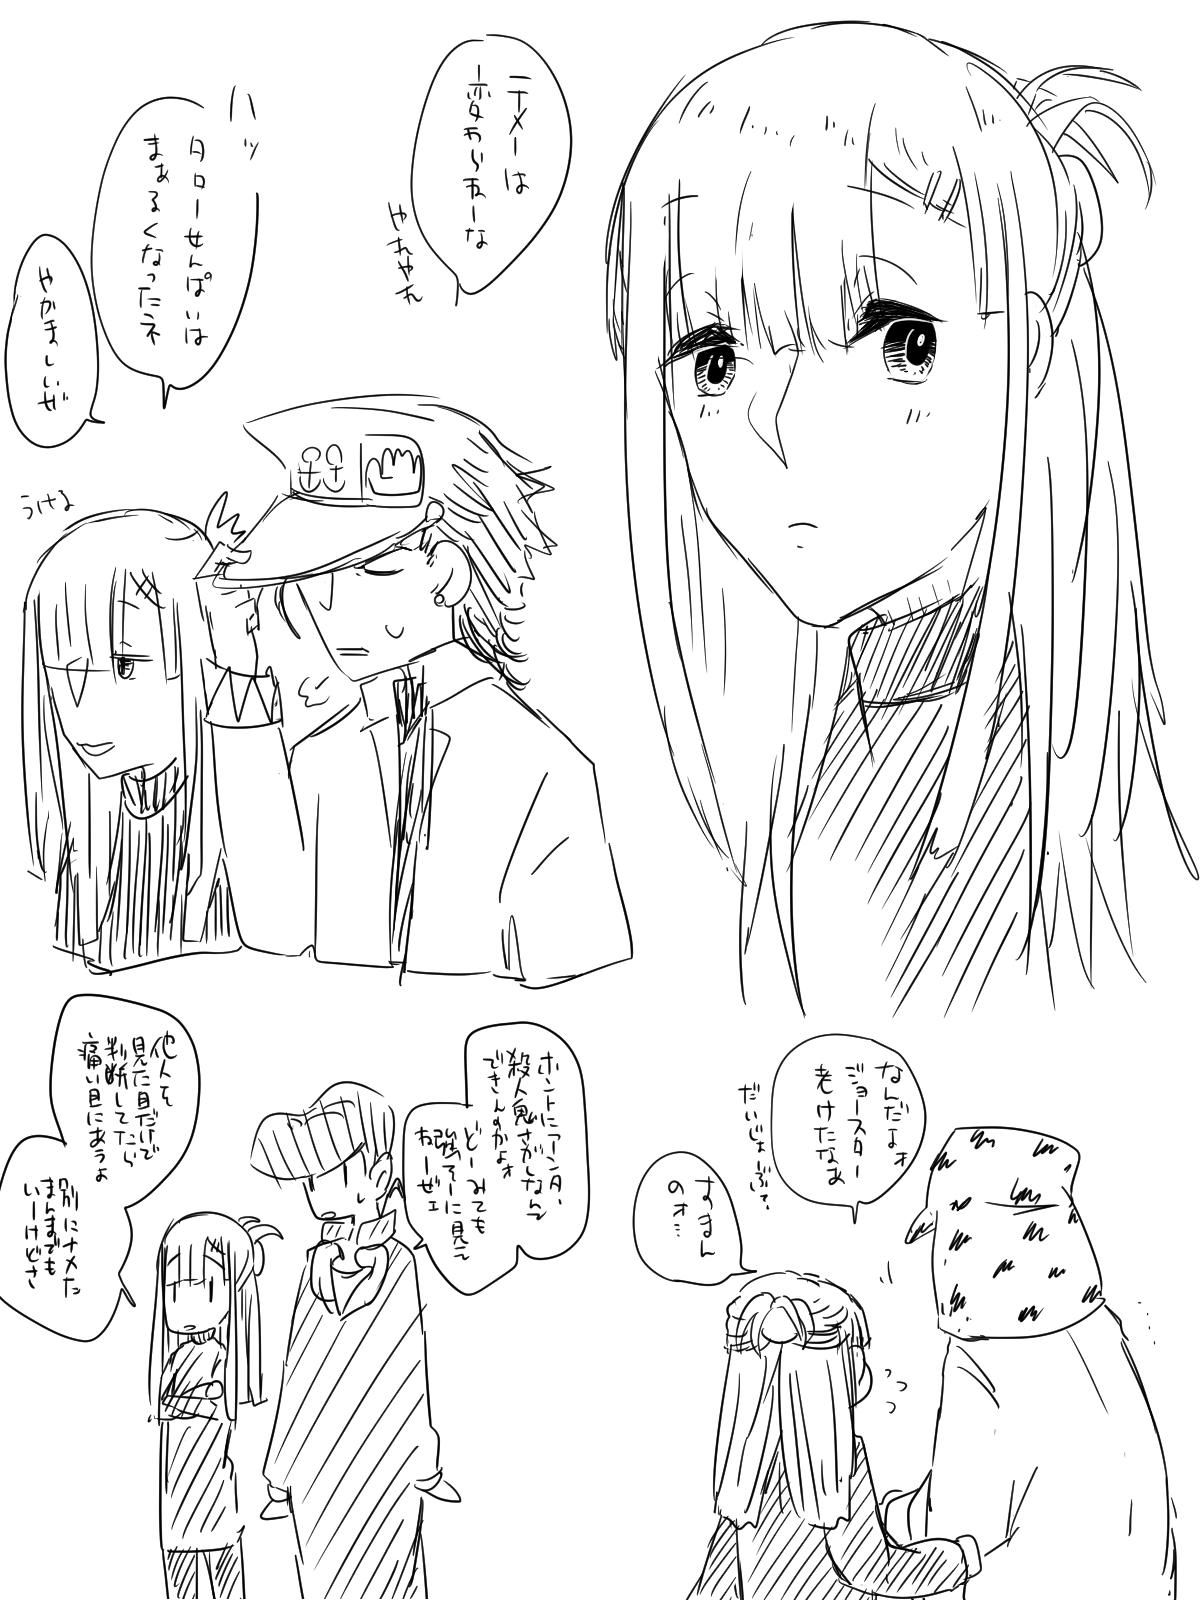 テメーは
変わらねーな
やれやれ
ハッ
タローせんぱいは
まぁるくなったネ
やかましいぜ
うける
ホントにアンタ、
殺人鬼さがしなんて
できんのかよォ
どーみても
強そーに見え
ねーぜェ
他人を
見た目だけで
判断してたら
痛い目にあうよ
別にナメた
まんまでも
いーけどさ
なんだよォ
ジョースター
老けたなあ
だいじょぶ?、
すまん
のォ…